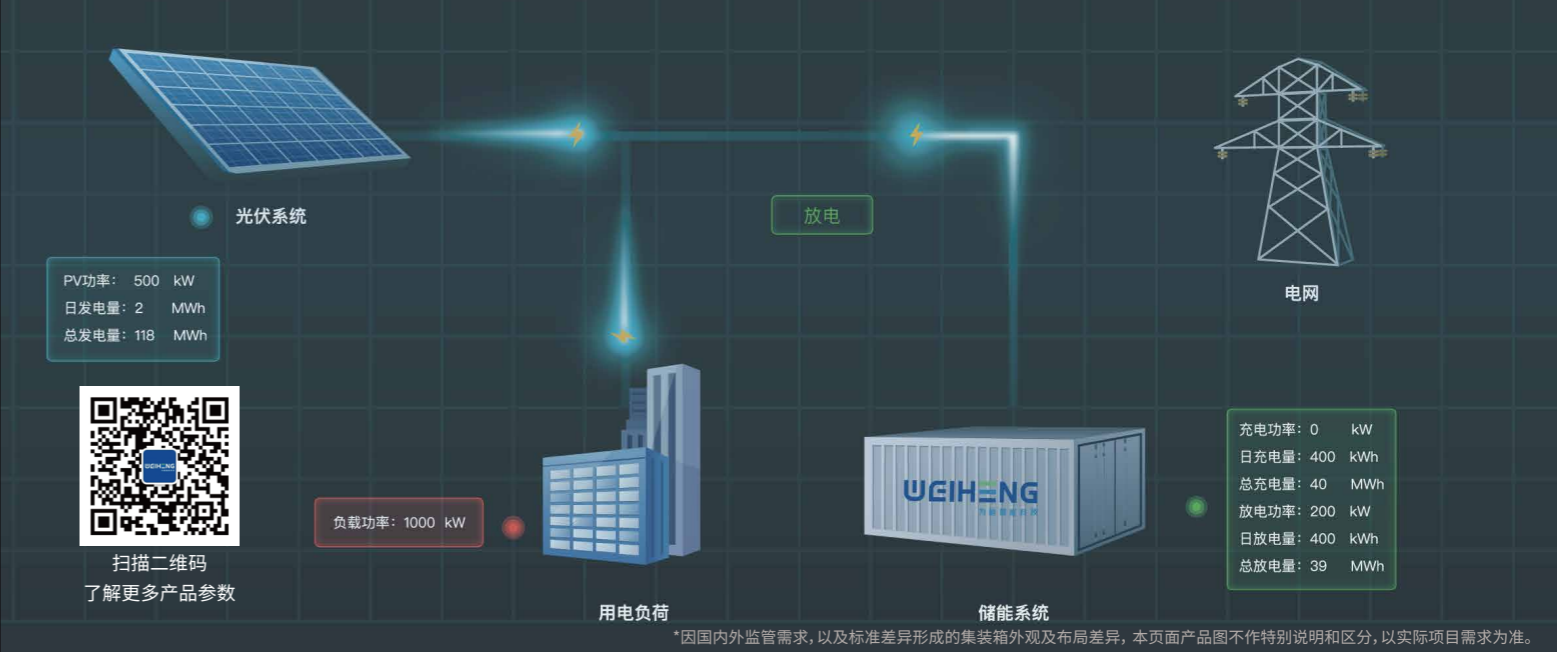 光伏系统
放电
PV功率： 500 kW
日发电量：2 MWh
总发电量：118 MWh
电网
WEIHENG
扫描二维码
了解更多产品参数
负载功率：1000 kW
用电负荷
WEIHENG
储能系统
充电功率：0 kW
日充电量：400 kWh
总充电量：40 MWh
放电功率：200 kW
日放电量：400 kWh
总放电量：39 MWh
*因国内外监管需求，以及标准差异形成的集装箱外观及布局差异，本页面产品图不作特别说明和区分，以实际项目需求为准。